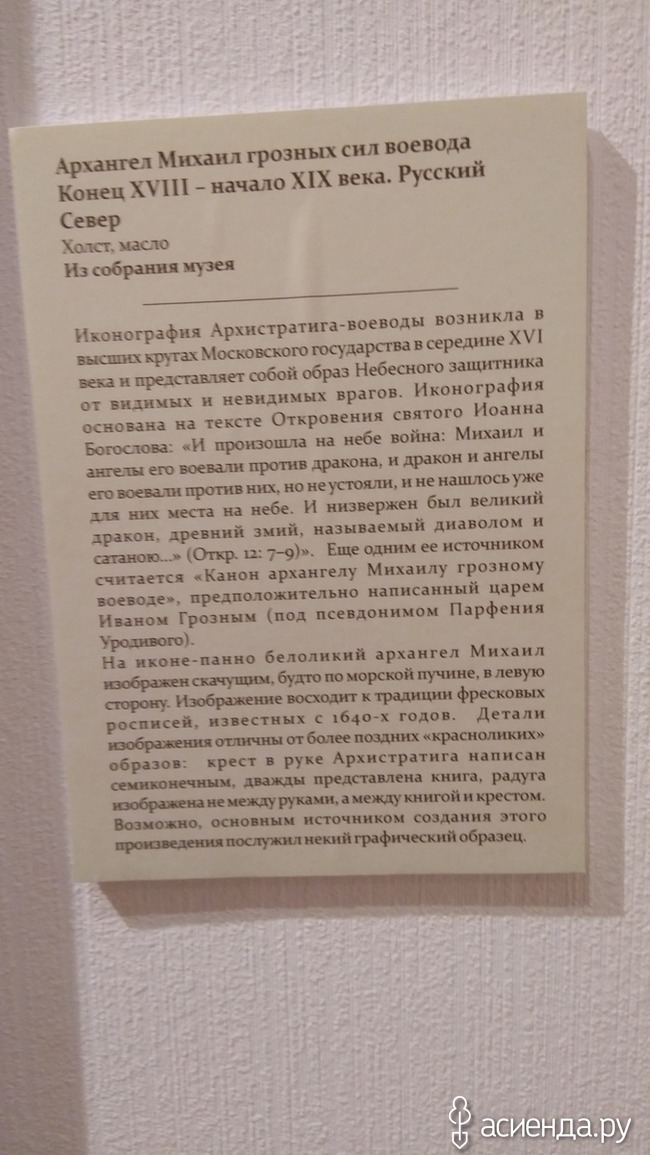 Архангел Михаил грозных сил воевода
Конец XVIII – начало XIX века. Русский
Север
Холст, масло
Из собрания музея
Иконография Архистратига-воеводы возникла в
высших кругах Московского государства в середине XVI
века и представляет собой образ Небесного защитника
от видимых и невидимых врагов. Иконография
основана на тексте Откровения святого Иоанна
Богослова: «И произошла на небе война: Михаил и
ангелы его воевали против дракона, и дракон и ангелы
его воевали против них, но не устояли, и не нашлось уже
для них места на небе. И низвержен был великий
дракон, древний змий, называемый диаволом и
сатаною...» (Откр. 12: 7–9)». Еще одним ее источником
считается «Канон архангелу Михаилу грозному
воеводе», предположительно написанный царем
Иваном Грозным (под псевдонимом Парфения
Уродивого).
На иконе-панно белоликий архангел Михаил
изображен скачущим, будто по морской пучине, в левую
сторону. Изображение восходит к традиции фресковых
росписей, известных с 1640-х годов. Детали
изображения отличны от более поздних «красноликих»
образов: крест в руке Архистратига написан
семиконечным, дважды представлена книга, радуга
изображена не между руками, а между книгой и крестом.
Возможно, основным источником создания этого
произведения послужил некий графический образец.
асиенда.ру